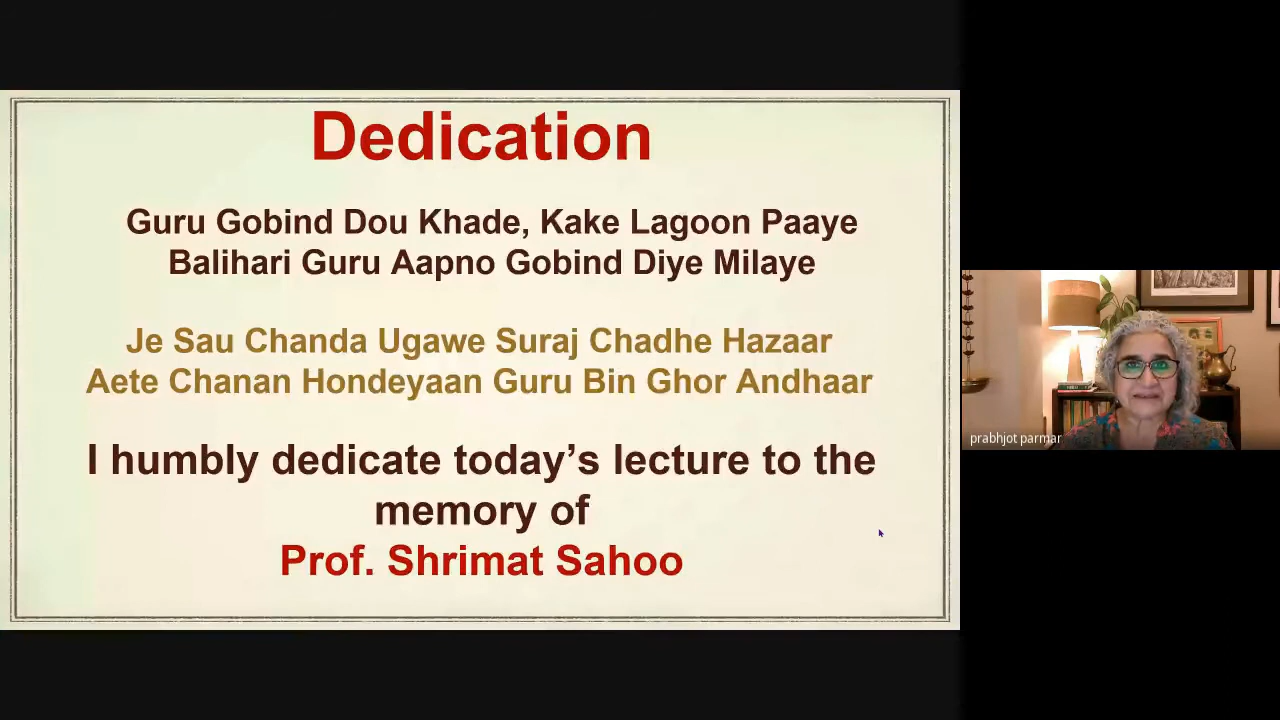 Dedication
Guru Gobind Dou Khade, Kake Lagoon Paaye
Balihari Guru Aapno Gobind Diye Milaye
Je Sau Chanda Ugawe Suraj Chadhe Hazaar
Aete Chanan Hondeyaan Guru Bin Ghor Andhaar
I humbly dedicate today’s lecture to the
memory of
Prof. Shrimat Sahoo
prabhjot parmar